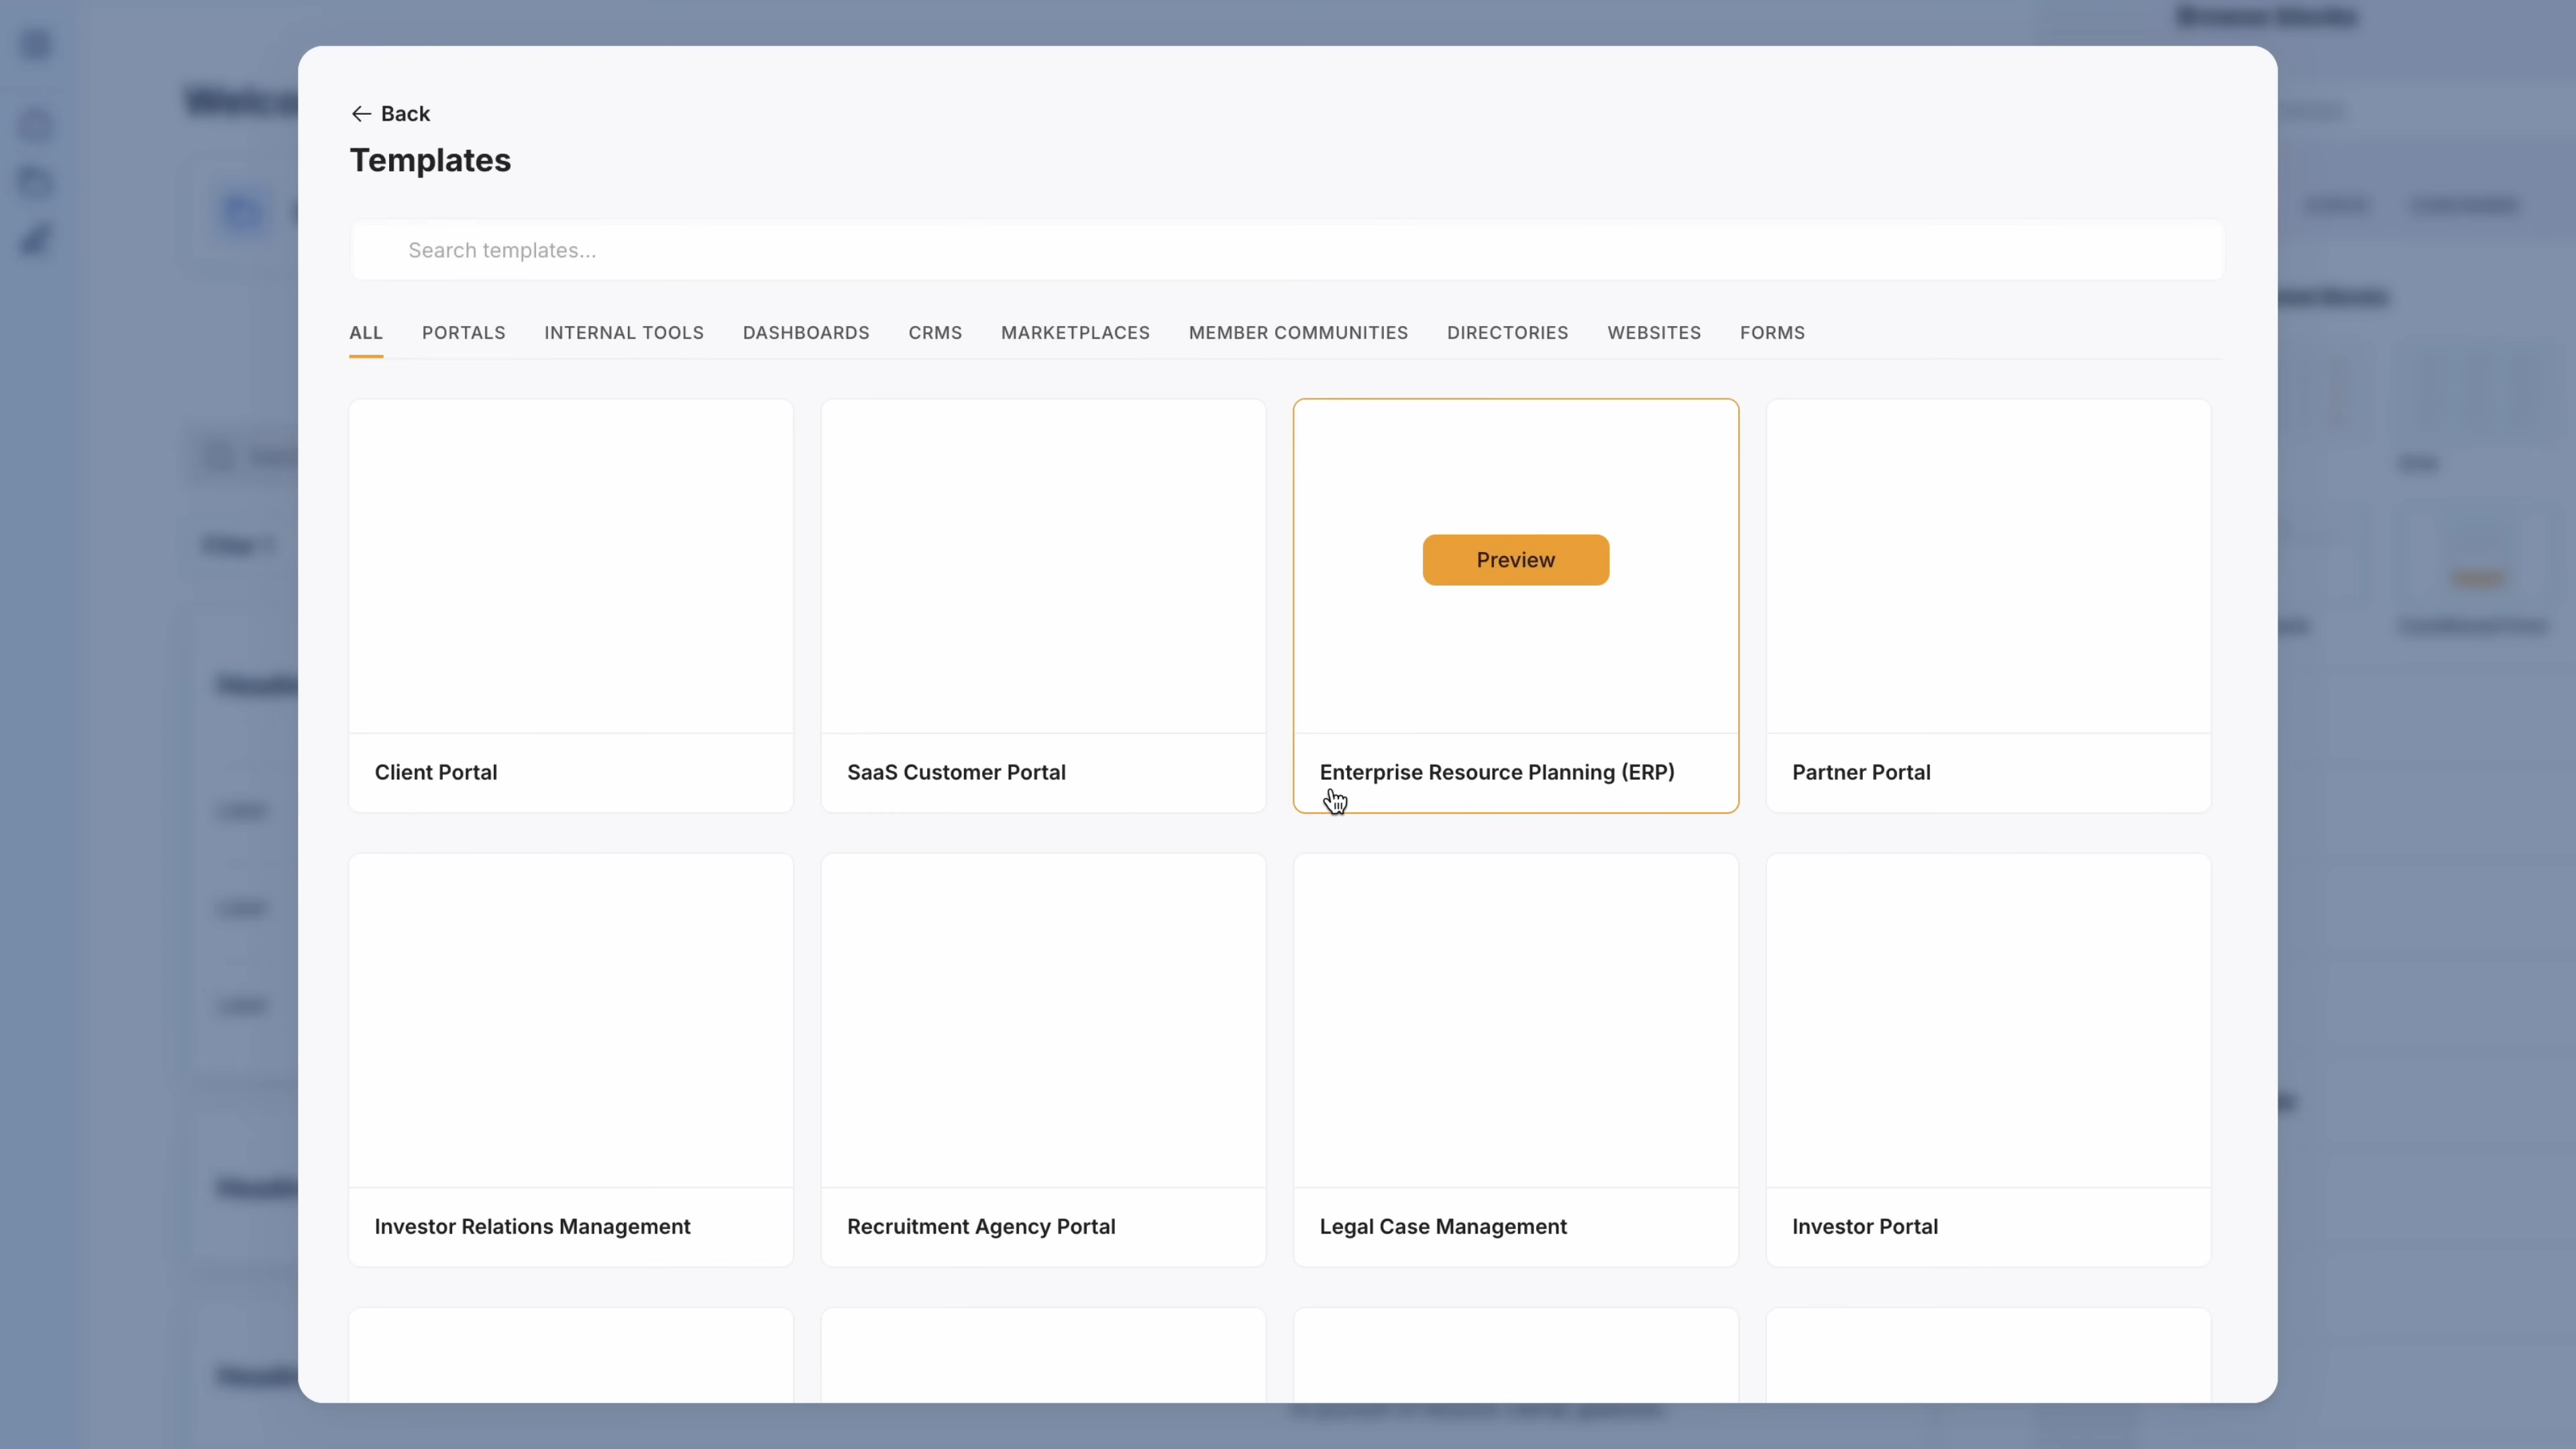 Browse blocks
Back
Templates
Search templates...
ALL PORTALS INTERNAL TOOLS DASHBOARDS CRMS MARKETPLACES MEMBER COMMUNITIES DIRECTORIES WEBSITES FORMS
Preview
Client Portal
SaaS Customer Portal
Enterprise Resource Planning (ERP)
Partner Portal
Investor Relations Management
Recruitment Agency Portal
Legal Case Management
Investor Portal